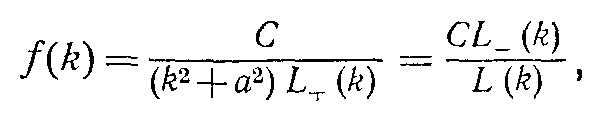 f(k) = \frac{C}{(k^2 + a^2) L_+ (k)} = \frac{C L_- (k)}{L (k)},